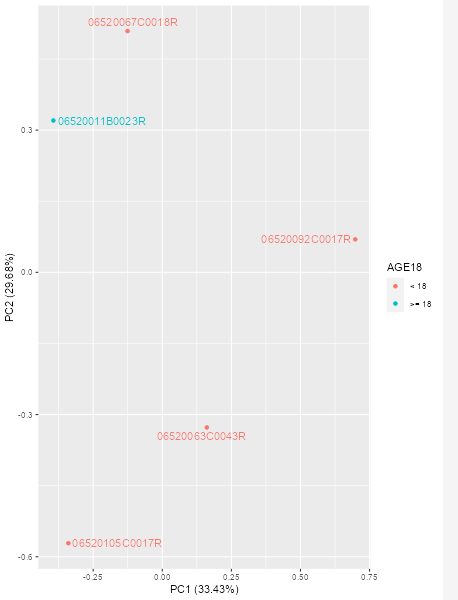 06520067C0018R
06520011B0023R
06520092C0017R
06520063C0043R
06520105C0017R
0.3
0.0
-0.3
-0.6
PC2 (29.68%)
-0.25
0.00
0.25
0.50
0.75
PC1 (33.43%)
AGE18
< 18
>= 18